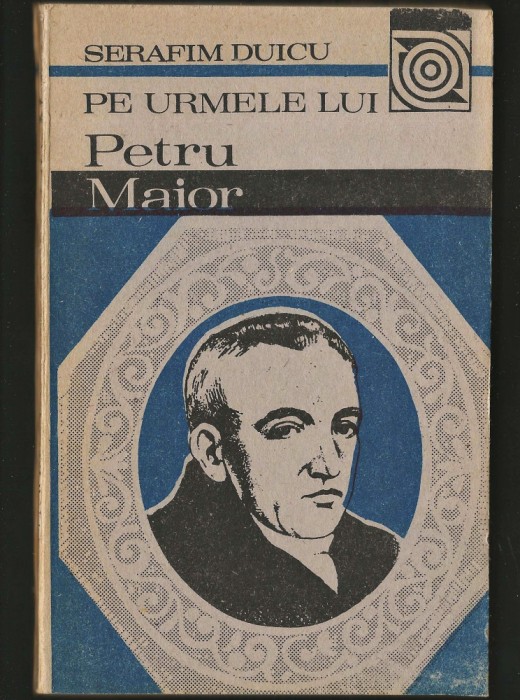 SERAFIM DUICU
PE URMELE LUI
Petru
Maior